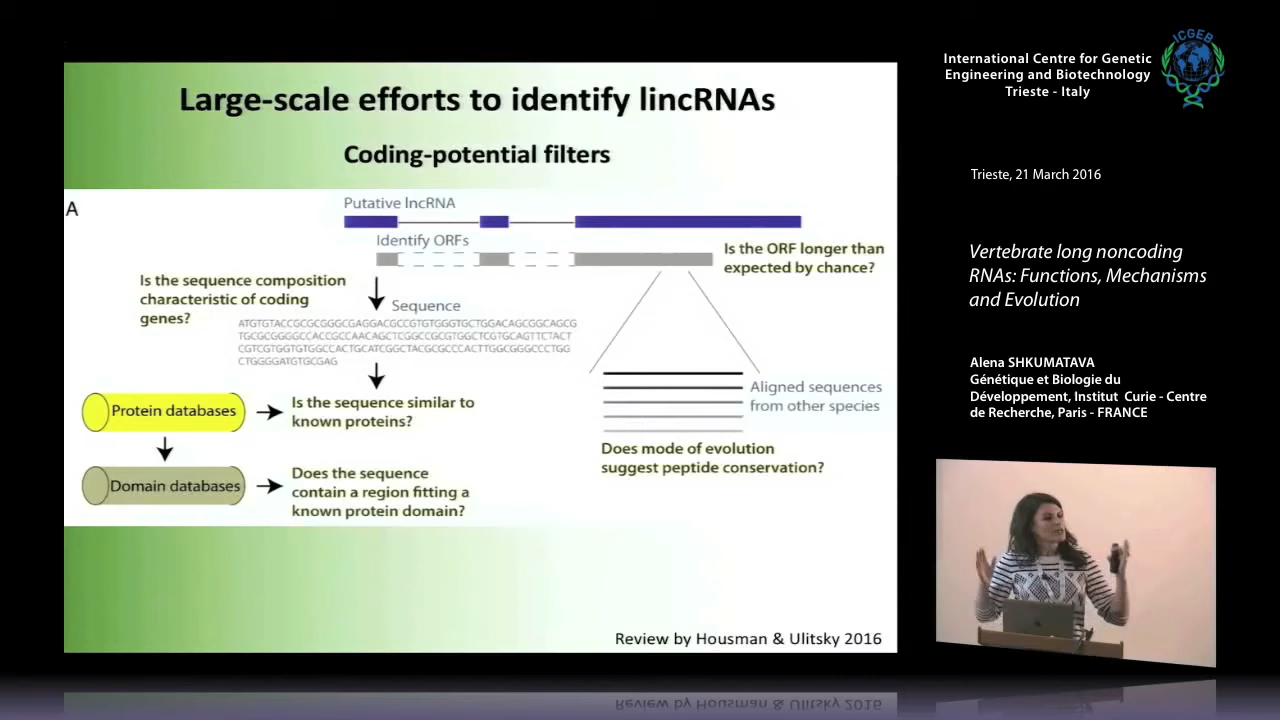 Large-scale efforts to identify lincRNAs
Coding-potential filters
A
Putative lncRNA
Identify ORFs
Is the ORF longer than
expected by chance?
Is the sequence composition
characteristic of coding
genes?
Sequence
ATGTGTACCGCGCGGGCGAGGACGCCGTGTGGGTGCTGGACAGCGGCAGCG
TGCGCGGGGCCACCGCCAACAGCTCGGCCGCGTGGCTCGTGCAGTTCTACT
CGTCGTGGTGTGGCCACTGCATCGGCTACGCGCCCACTTGGCGGGCCCTGG
CTGGGGATGTGCGAG
Protein databases
Is the sequence similar to
known proteins?
Domain databases
Does the sequence
contain a region fitting a
known protein domain?
Aligned sequences
from other species
Does mode of evolution
suggest peptide conservation?
Review by Housman & Ulitsky 2016
International Centre for Genetic
Engineering and Biotechnology
Trieste - Italy
ICGEB
Trieste, 21 March 2016
Vertebrate long noncoding
RNAs: Functions, Mechanisms
and Evolution
Alena SHKUMATAVA
Génétique et Biologie du
Développement, Institut Curie - Centre
de Recherche, Paris - FRANCE